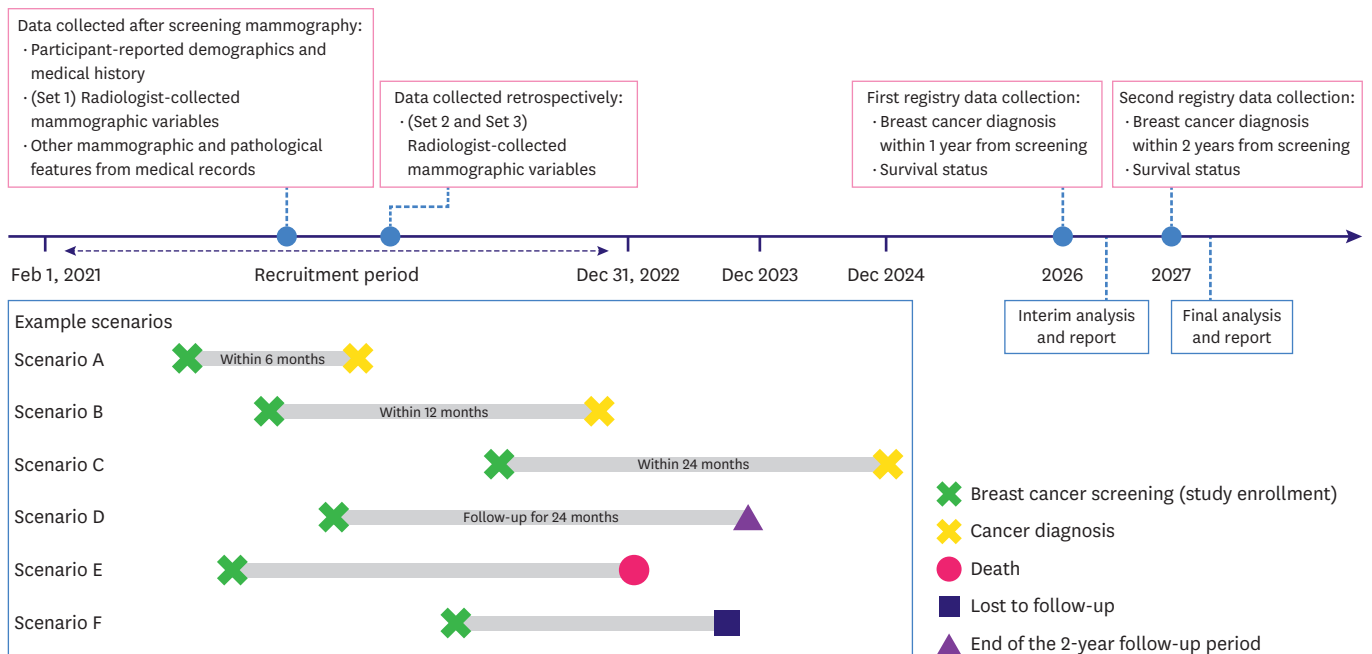 Data collected after screening mammography:
· Participant-reported demographics and
medical history
· (Set 1) Radiologist-collected
mammographic variables
· Other mammographic and pathological
features from medical records
Data collected retrospectively:
· (Set 2 and Set 3)
Radiologist-collected
mammographic variables
First registry data collection:
· Breast cancer diagnosis
within 1 year from screening
· Survival status
Second registry data collection:
· Breast cancer diagnosis
within 2 years from screening
· Survival status
Feb 1, 2021
Recruitment period
Dec 31, 2022
Dec 2023
Dec 2024
2026
2027
Interim analysis
and report
Final analysis
and report
Example scenarios
Scenario A
Within 6 months
Scenario B
Within 12 months
Scenario C
Within 24 months
Scenario D
Follow-up for 24 months
Scenario E
Scenario F
Breast cancer screening (study enrollment)
Cancer diagnosis
Death
Lost to follow-up
End of the 2-year follow-up period